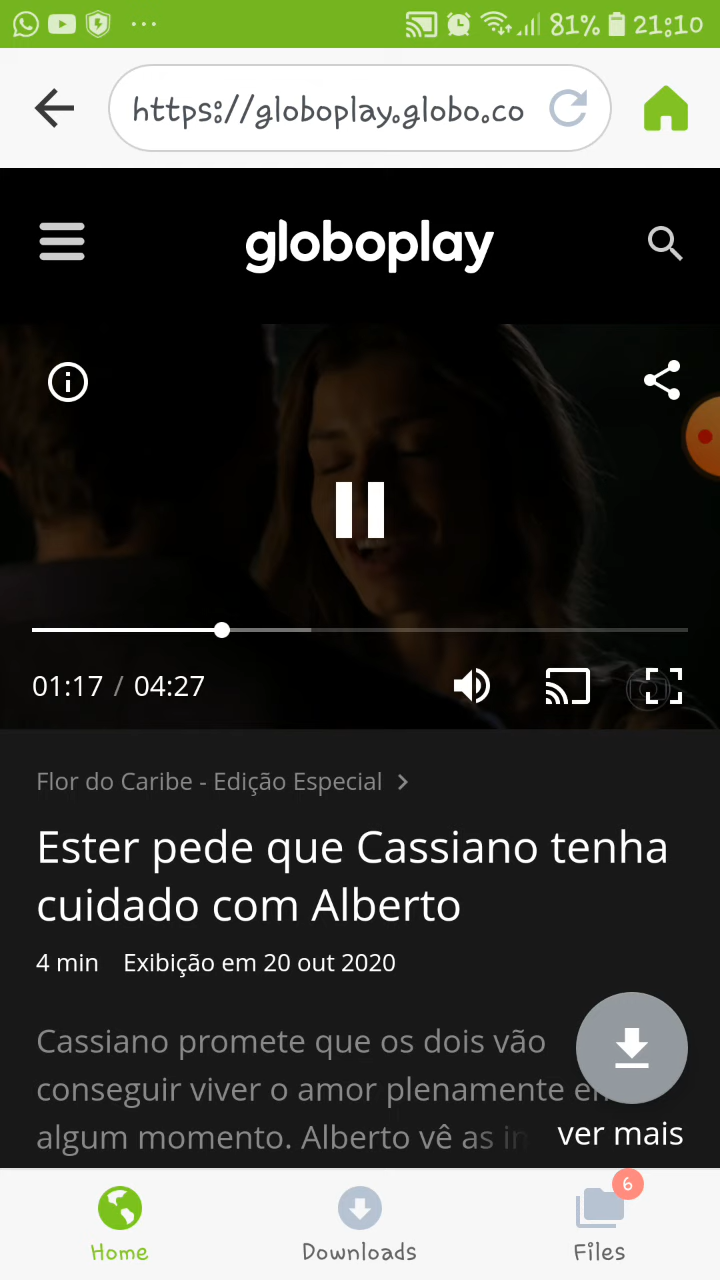 81% 21:10
https://globoplay.globo.co
globoplay
01:17 / 04:27
Flor do Caribe - Edição Especial
Ester pede que Cassiano tenha
cuidado com Alberto
4 min Exibição em 20 out 2020
Cassiano promete que os dois vão
conseguir viver o amor plenamente
algum momento. Alberto vê as ver mais
6
Home Downloads Files